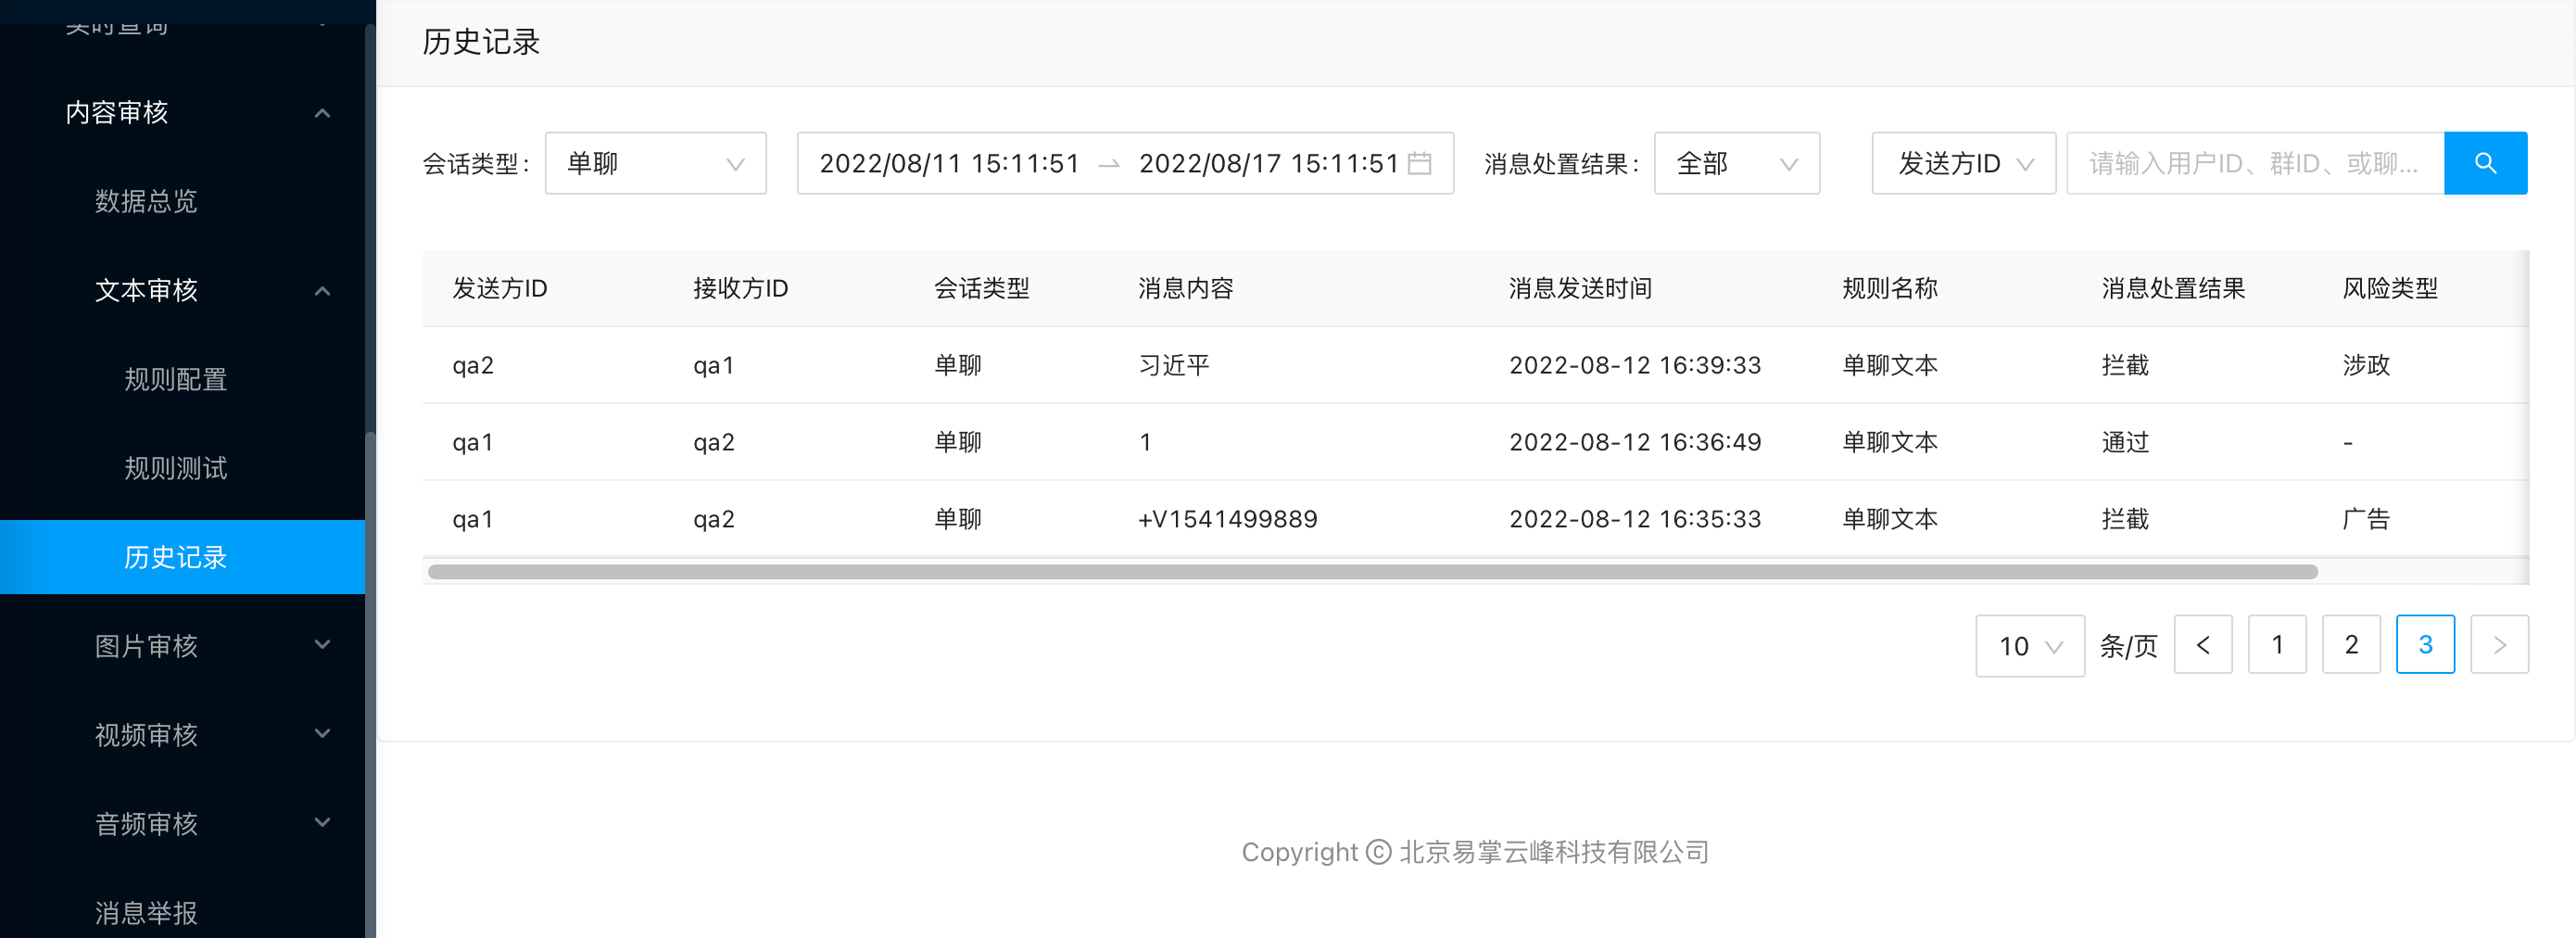 实时查询
内容审核
数据总览
文本审核
规则配置
规则测试
历史记录
图片审核
视频审核
音频审核
消息举报
历史记录
会话类型: 单聊 2022/08/11 15:11:51 → 2022/08/17 15:11:51 消息处置结果: 全部 发送方ID 请输入用户ID、群ID、或聊...
发送方ID 接收方ID 会话类型 消息内容 消息发送时间 规则名称 消息处置结果 风险类型
qa2 qa1 单聊 习近平 2022-08-12 16:39:33 单聊文本 拦截 涉政
qa1 qa2 单聊 1 2022-08-12 16:36:49 单聊文本 通过 -
qa1 qa2 单聊 +V1541499889 2022-08-12 16:35:33 单聊文本 拦截 广告
10 条/页 < 1 2 3 >
Copyright © 北京易掌云峰科技有限公司